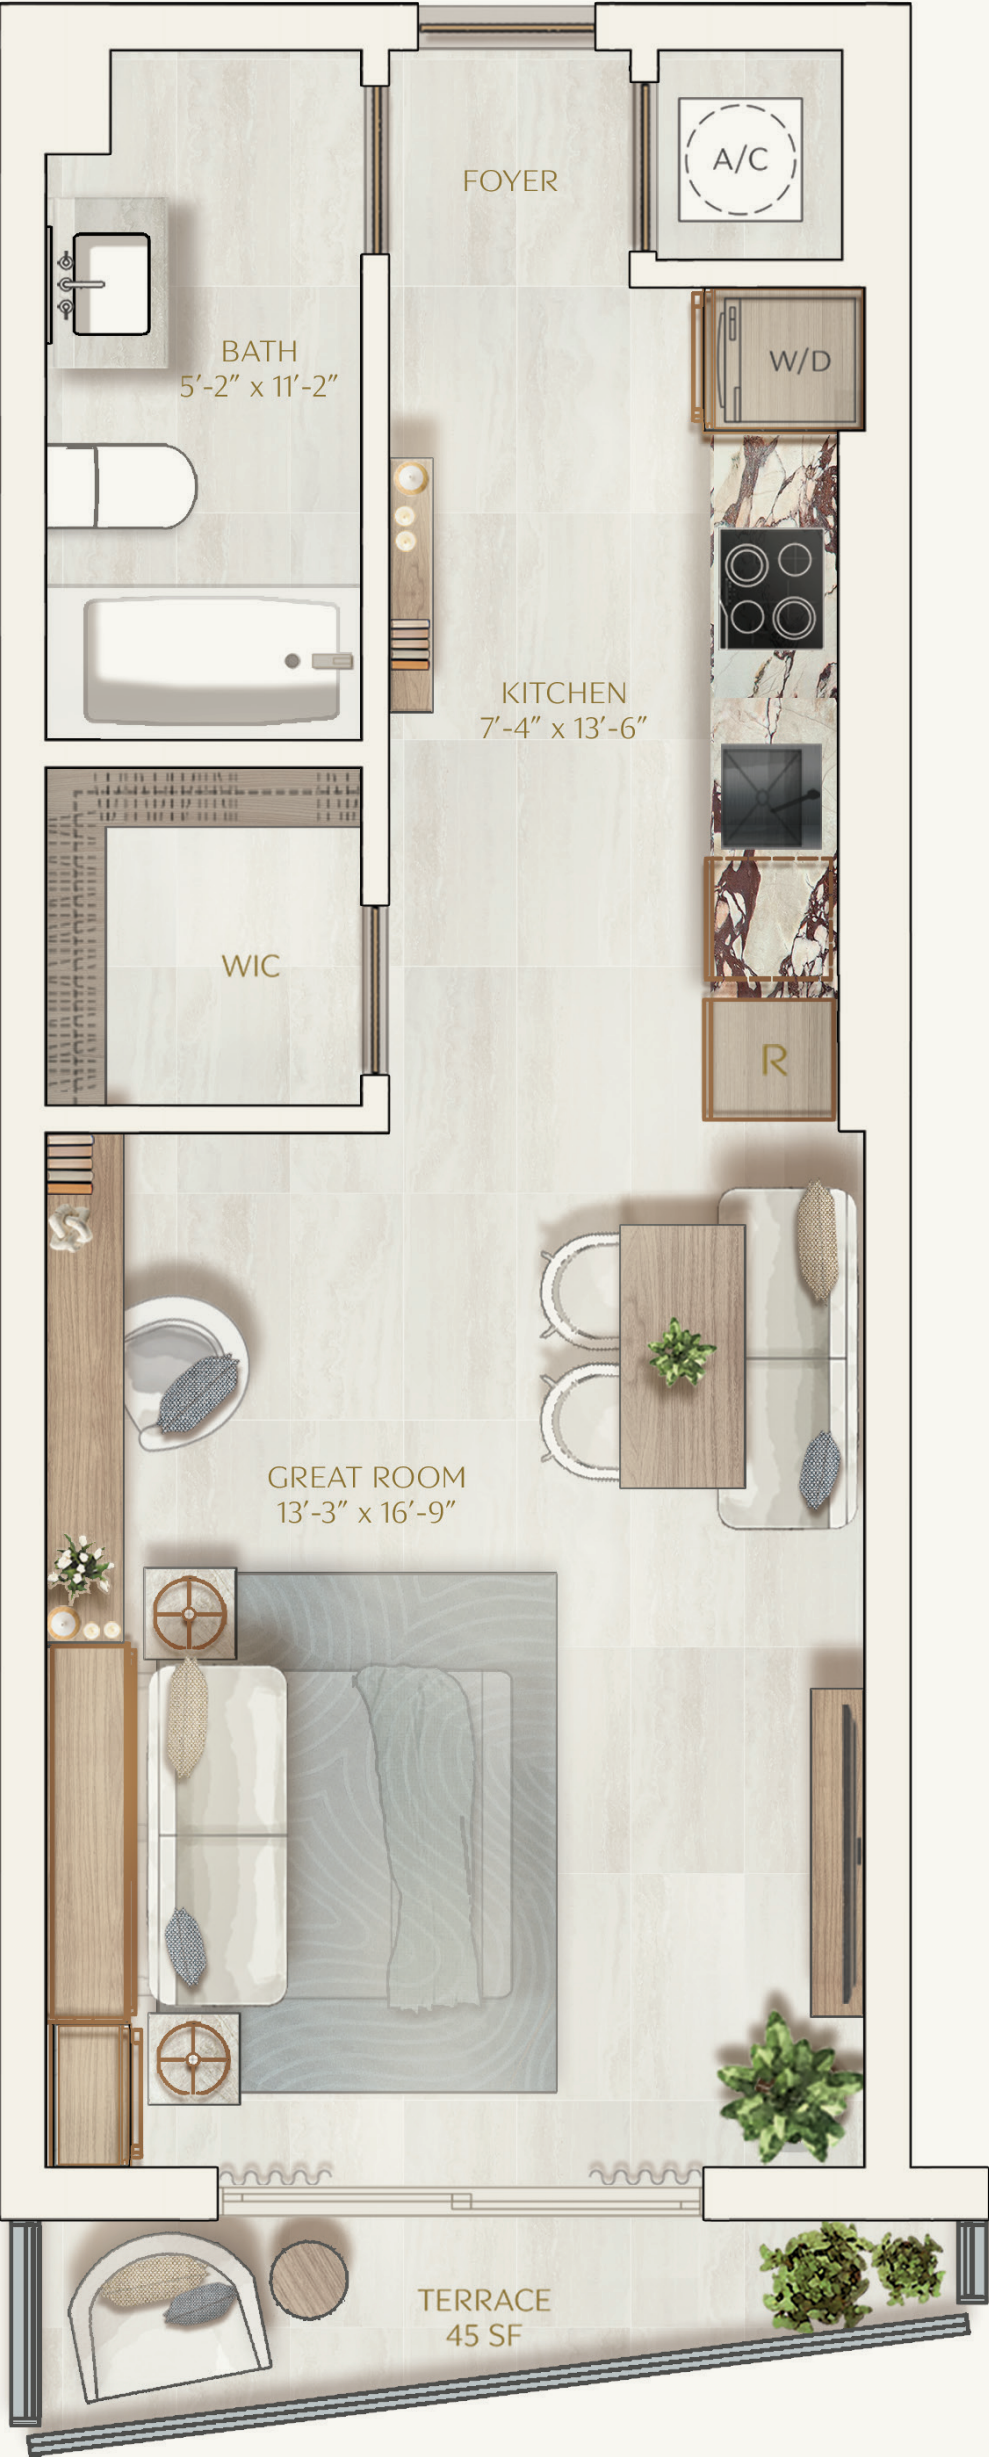 FOYER
A/C
BATH
5'-2" x 11'-2"
W/D
KITCHEN
7'-4" x 13'-6"
WIC
R
GREAT ROOM
13'-3" x 16'-9"
TERRACE
45 SF